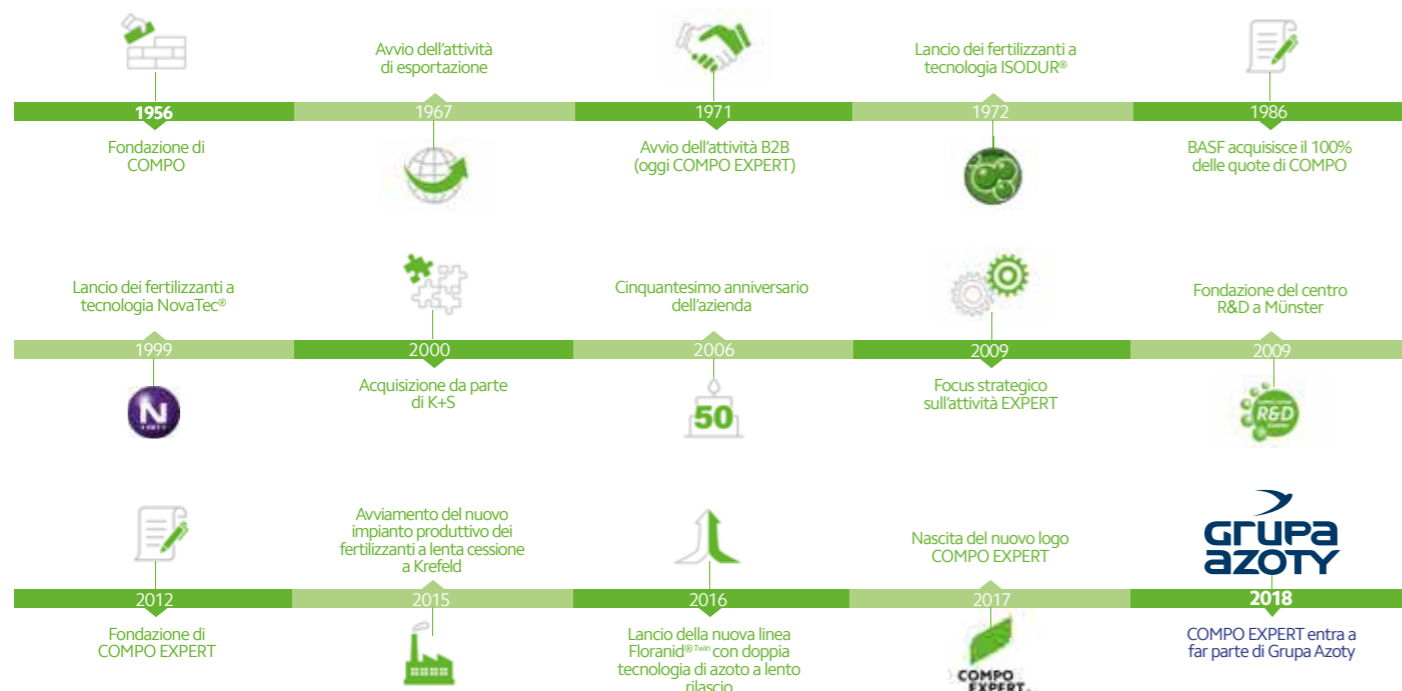 Avvio dell'attività
di esportazione
Lancio dei fertilizzanti a
tecnologia ISODUR®
1956
1967
1971
1972
1986
Fondazione di
COMPO
Avvio dell'attività B2B
(oggi COMPO EXPERT)
BASF acquisisce il 100%
delle quote di COMPO
Lancio dei fertilizzanti a
tecnologia NovaTec®
Cinquantesimo anniversario
dell'azienda
Fondazione del centro
R&D a Münster
1999
2000
2006
2009
2009
Acquisizione da parte
di K+S
Focus strategico
sull'attività EXPERT
N
50
R&D
Avviamento del nuovo
impianto produttivo dei
fertilizzanti a lenta cessione
a Krefeld
Nascita del nuovo logo
COMPO EXPERT
GRUPA
AZOTY
2012
2015
2016
2017
2018
Fondazione di
COMPO EXPERT
Lancio della nuova linea
Floranid® Twin con doppia
tecnologia di azoto a lento
rilascio
COMPO
EXPERT
COMPO EXPERT entra a
far parte di Grupa Azoty